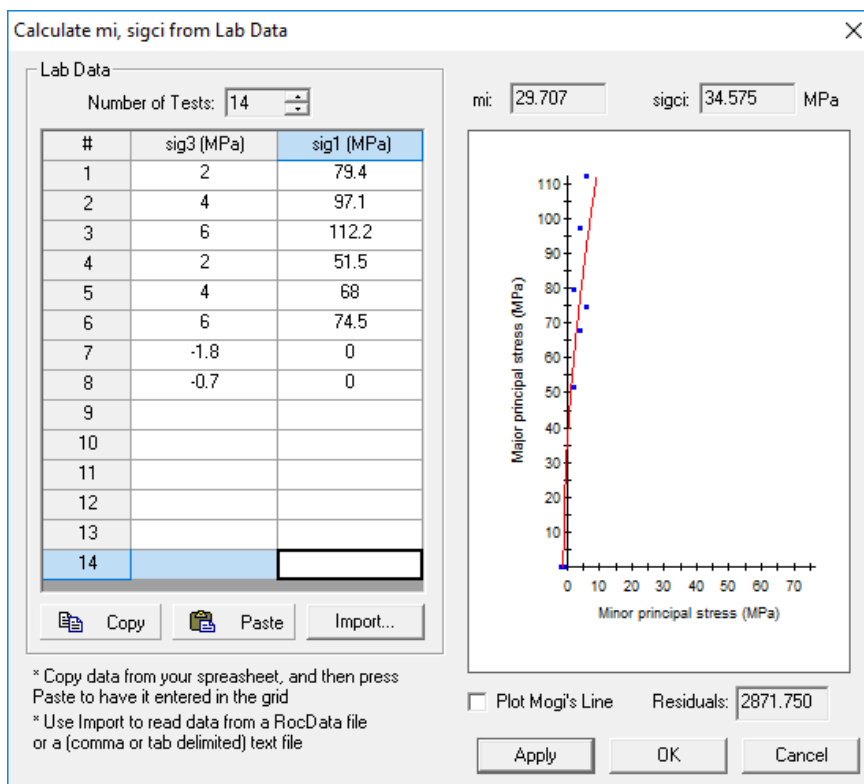 Calculate mi, sigci from Lab Data
Lab Data
Number of Tests: 14
# sig3 (MPa) sig1 (MPa)
1 2 79.4
2 4 97.1
3 6 112.2
4 2 51.5
5 4 68
6 6 74.5
7 -1.8 0
8 -0.7 0
9
10
11
12
13
14
Copy Paste Import...
* Copy data from your spreasheet, and then press
Paste to have it entered in the grid
* Use Import to read data from a RocData file
or a (comma or tab delimited) text file
mi: 29.707 sigci: 34.575 MPa
Major principal stress (MPa)
110
100
90
80
70
60
50
40
30
20
10
0 10 20 30 40 50 60 70
Minor principal stress (MPa)
Plot Mogi's Line Residuals: 2871.750
Apply OK Cancel